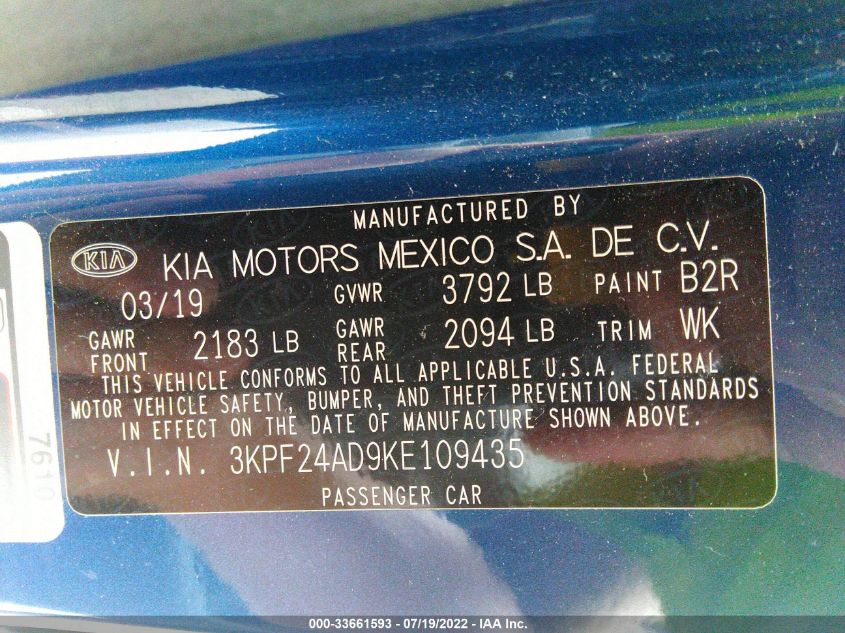 MANUFACTURED BY
KIA KIA MOTORS MEXICO S.A. DE C.V.
03/19 GVWR 3792 LB PAINT B2R
GAWR FRONT 2183 LB GAWR REAR 2094 LB TRIM WK
THIS VEHICLE CONFORMS TO ALL APPLICABLE U.S.A. FEDERAL
MOTOR VEHICLE SAFETY, BUMPER, AND THEFT PREVENTION STANDARDS
IN EFFECT ON THE DATE OF MANUFACTURE SHOWN ABOVE.
V.I.N. 3KPF24AD9KE109435
PASSENGER CAR
7610
000-33661593 - 07/19/2022 - IAA Inc.